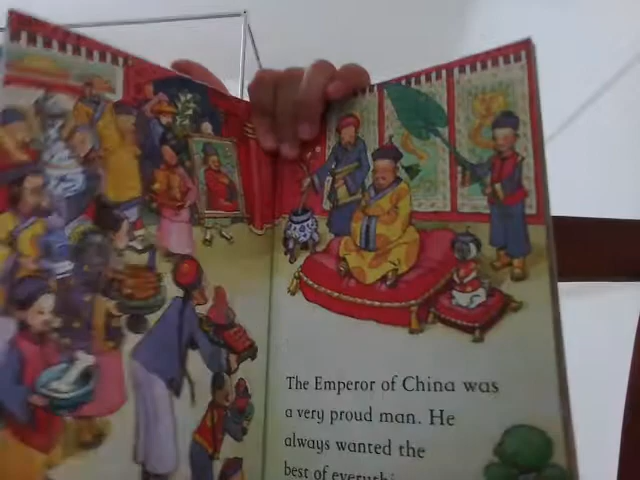 The Emperor of China was
a very proud man. He
always wanted the
best of